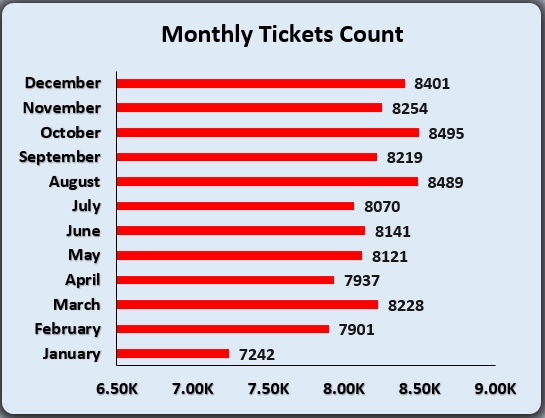 Monthly Tickets Count
December 8401
November 8254
October 8495
September 8219
August 8489
July 8070
June 8141
May 8121
April 7937
March 8228
February 7901
January 7242
6.50K 7.00K 7.50K 8.00K 8.50K 9.00K